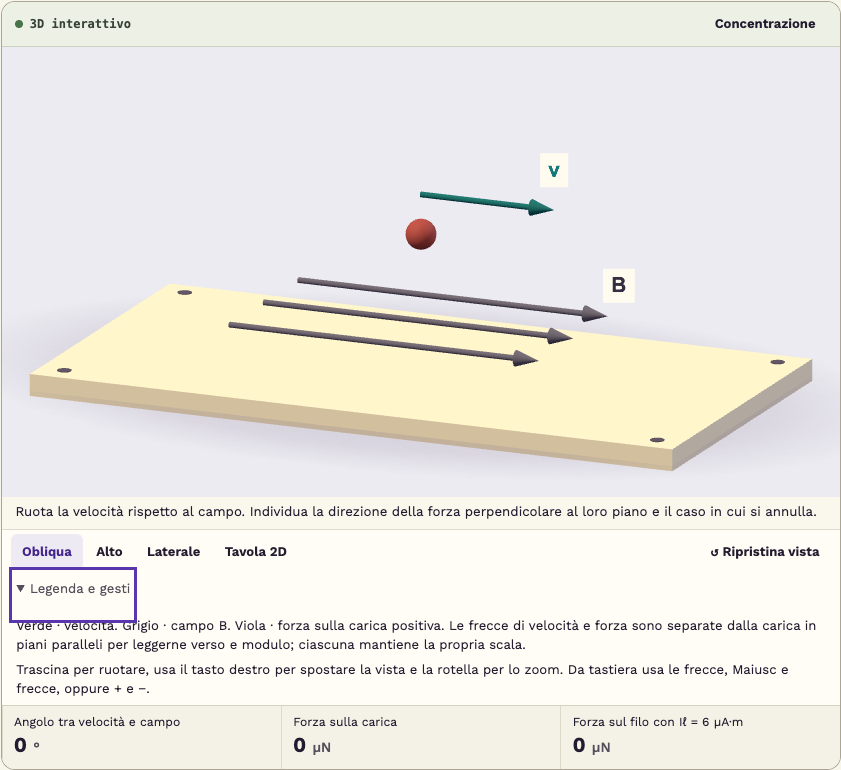 3D interattivo
Concentrazione
v
B
Ruota la velocità rispetto al campo. Individua la direzione della forza perpendicolare al loro piano e il caso in cui si annulla.
Obliqua Alto Laterale Tavola 2D ↺ Ripristina vista
▼ Legenda e gesti
Verde · velocità. Grigio · campo B. Viola · forza sulla carica positiva. Le frecce di velocità e forza sono separate dalla carica in
piani paralleli per leggerne verso e modulo; ciascuna mantiene la propria scala.
Trascina per ruotare, usa il tasto destro per spostare la vista e la rotella per lo zoom. Da tastiera usa le frecce, Maiusc e
frecce, oppure + e −.
Angolo tra velocità e campo
0 °
Forza sulla carica
0 µN
Forza sul filo con Iℓ = 6 µA·m
0 µN